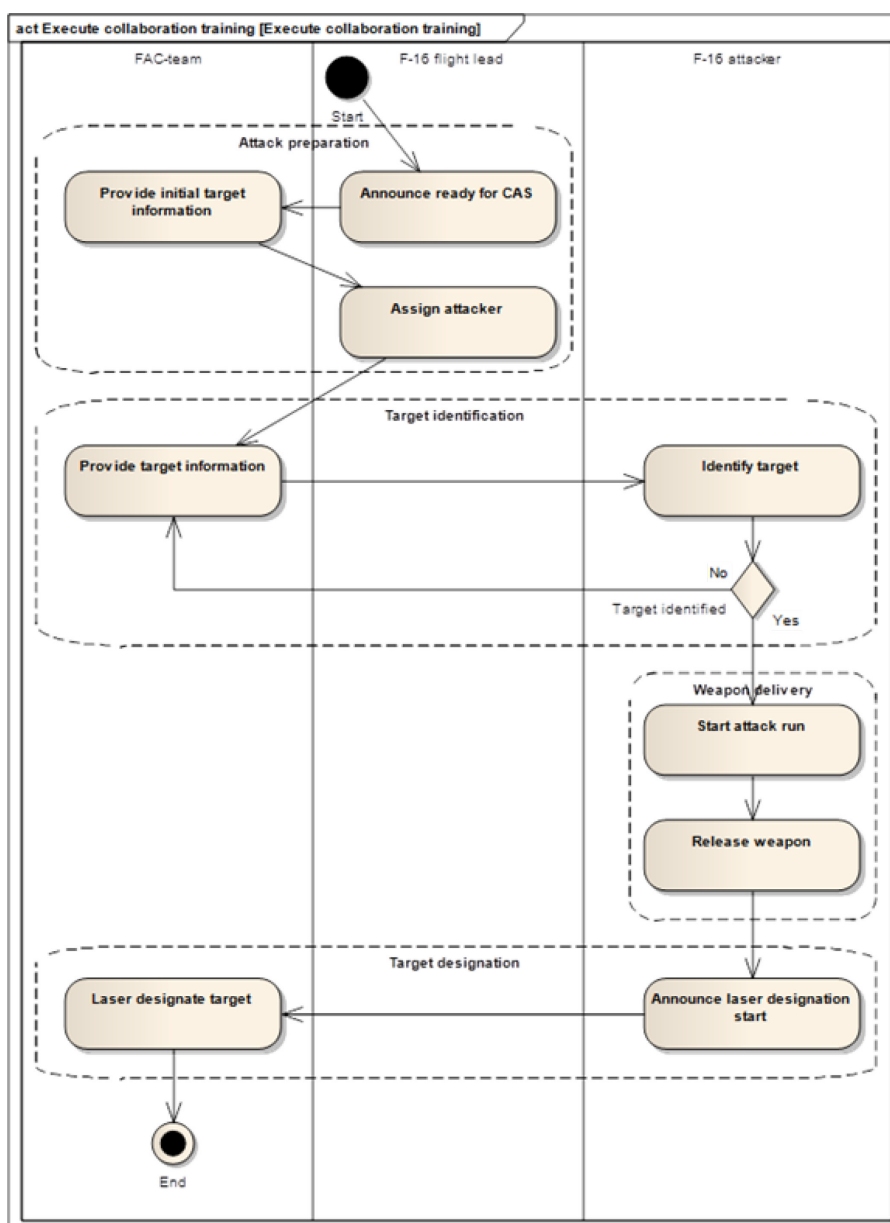 act Execute collaboration training [Execute collaboration training]
FAC-team
F-16 flight lead
F-16 attacker
Start
Attack preparation
Provide initial target
information
Announce ready for CAS
Assign attacker
Target identification
Provide target information
Identify target
No
Target identified
Yes
Weapon delivery
Start attack run
Release weapon
Target designation
Laser designate target
Announce laser designation
start
End